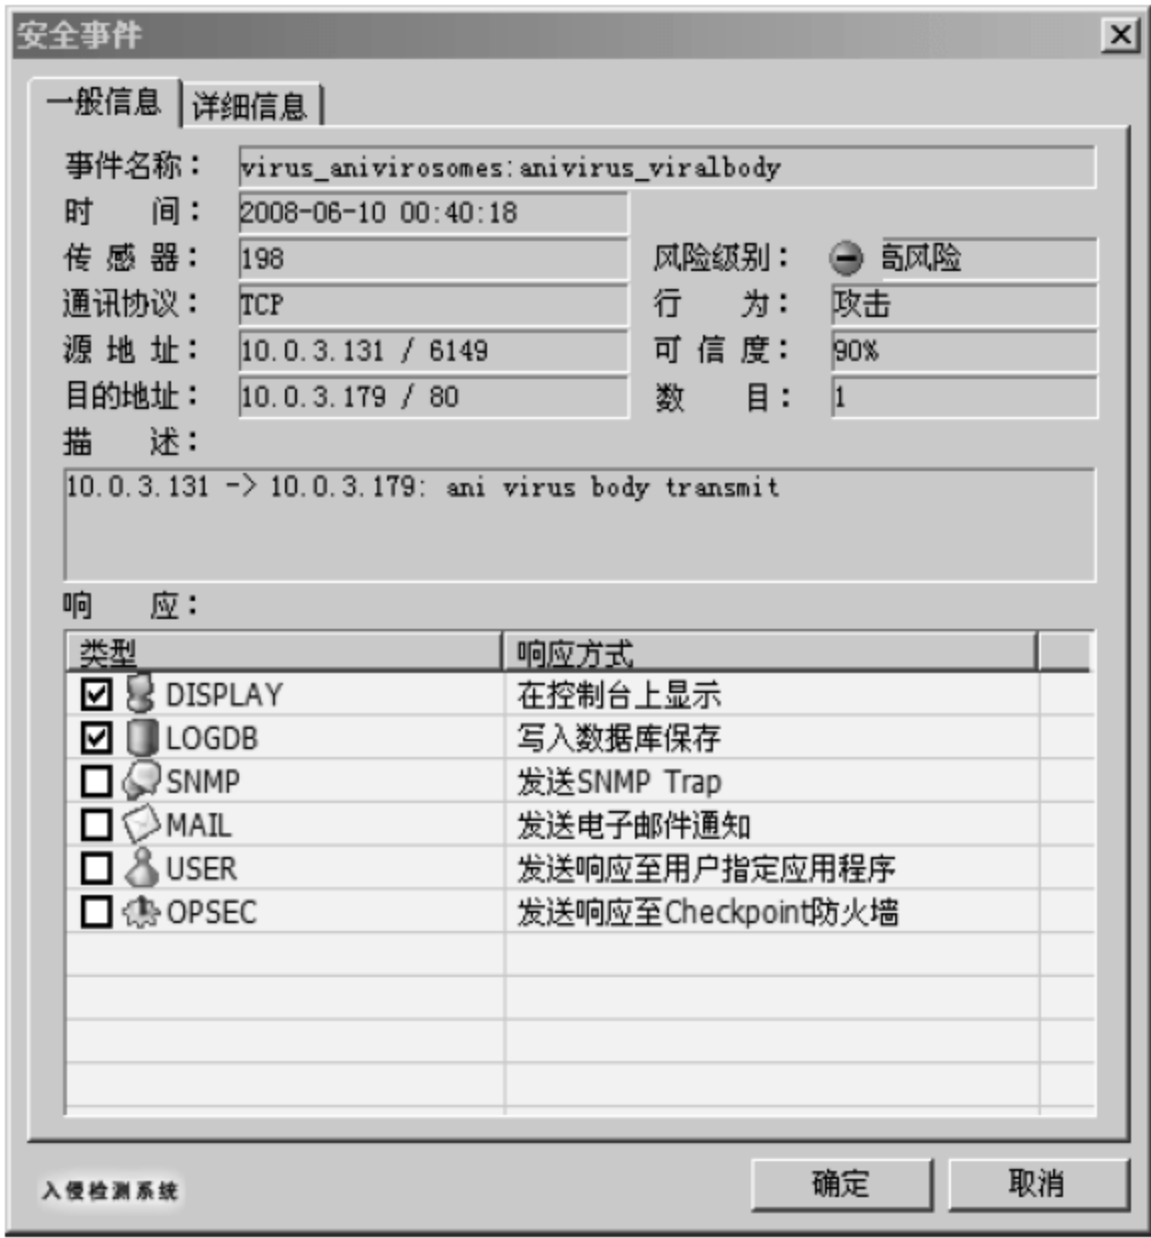 安全事件
一般信息 详细信息
事件名称： virus_anivirosomes:anivirus_viralbody
时 间： 2008-06-10 00:40:18
传 感 器： 198 风险级别： 高风险
通讯协议： TCP 行 为： 攻击
源 地 址： 10.0.3.131 / 6149 可 信 度： 90%
目的地址： 10.0.3.179 / 80 数 目： 1
描 述：
10.0.3.131 -> 10.0.3.179: ani virus body transmit
响 应：
类型 响应方式
DISPLAY 在控制台上显示
LOGDB 写入数据库保存
SNMP 发送SNMP Trap
MAIL 发送电子邮件通知
USER 发送响应至用户指定应用程序
OPSEC 发送响应至Checkpoint防火墙
入侵检测系统 确定 取消